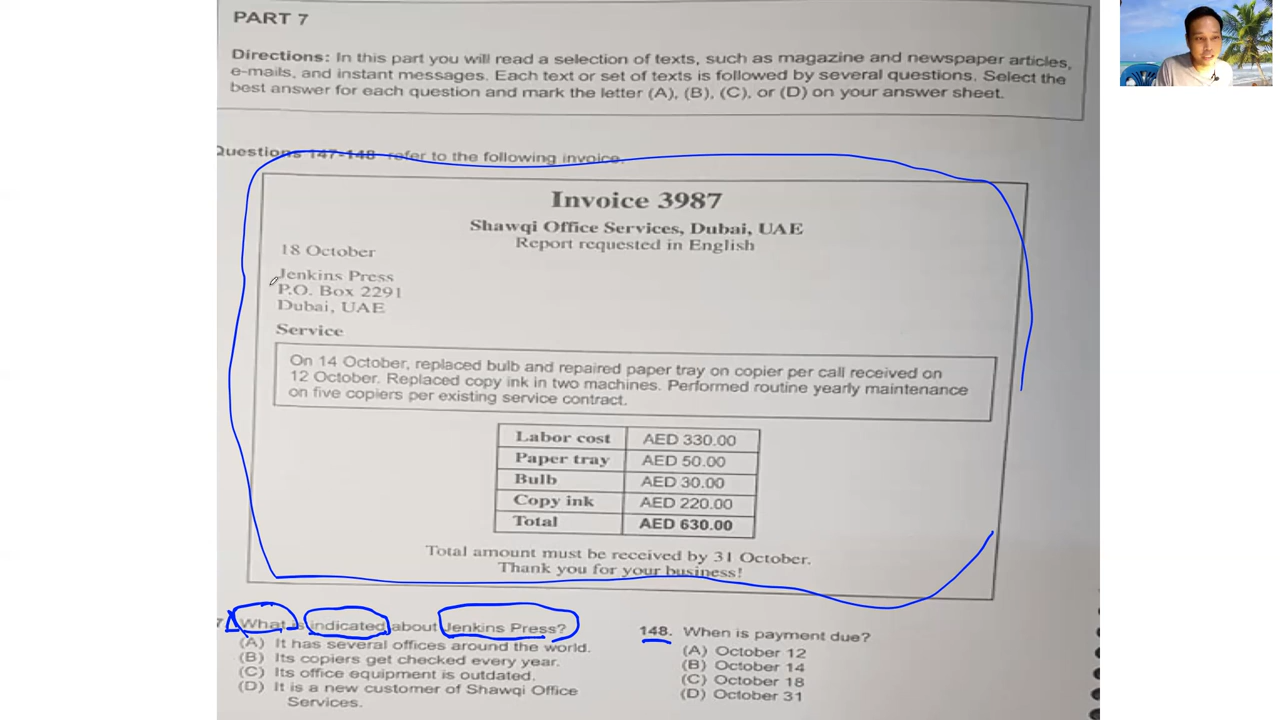 PART 7
Directions: In this part you will read a selection of texts, such as magazine and newspaper articles,
e-mails, and instant messages. Each text or set of texts is followed by several questions. Select the
best answer for each question and mark the letter (A), (B), (C), or (D) on your answer sheet.
Questions 147-148 refer to the following invoice.
Invoice 3987
Shawqi Office Services, Dubai, UAE
Report requested in English
18 October
Jenkins Press
P.O. Box 2291
Dubai, UAE
Service
On 14 October, replaced bulb and repaired paper tray on copier per call received on
12 October. Replaced copy ink in two machines. Performed routine yearly maintenance
on five copiers per existing service contract.
Labor cost AED 330.00
Paper tray AED 50.00
Bulb AED 30.00
Copy ink AED 220.00
Total AED 630.00
Total amount must be received by 31 October.
Thank you for your business!
7. What is indicated about Jenkins Press?
(A) It has several offices around the world.
(B) Its copiers get checked every year.
(C) Its office equipment is outdated.
(D) It is a new customer of Shawqi Office
Services.
148. When is payment due?
(A) October 12
(B) October 14
(C) October 18
(D) October 31